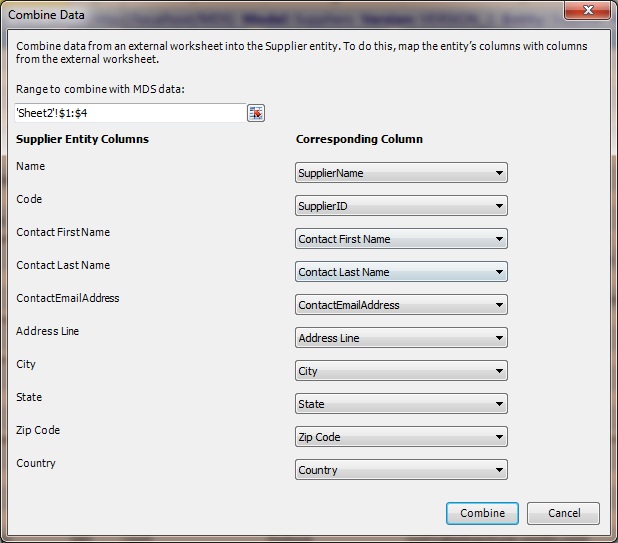 Combine Data
Combine data from an external worksheet into the Supplier entity. To do this, map the entity's columns with columns
from the external worksheet.
Range to combine with MDS data:
'Sheet2'!$1:$4
Supplier Entity Columns Corresponding Column
Name SupplierName
Code SupplierID
Contact First Name Contact First Name
Contact Last Name Contact Last Name
ContactEmailAddress ContactEmailAddress
Address Line Address Line
City City
State State
Zip Code Zip Code
Country Country
Combine Cancel